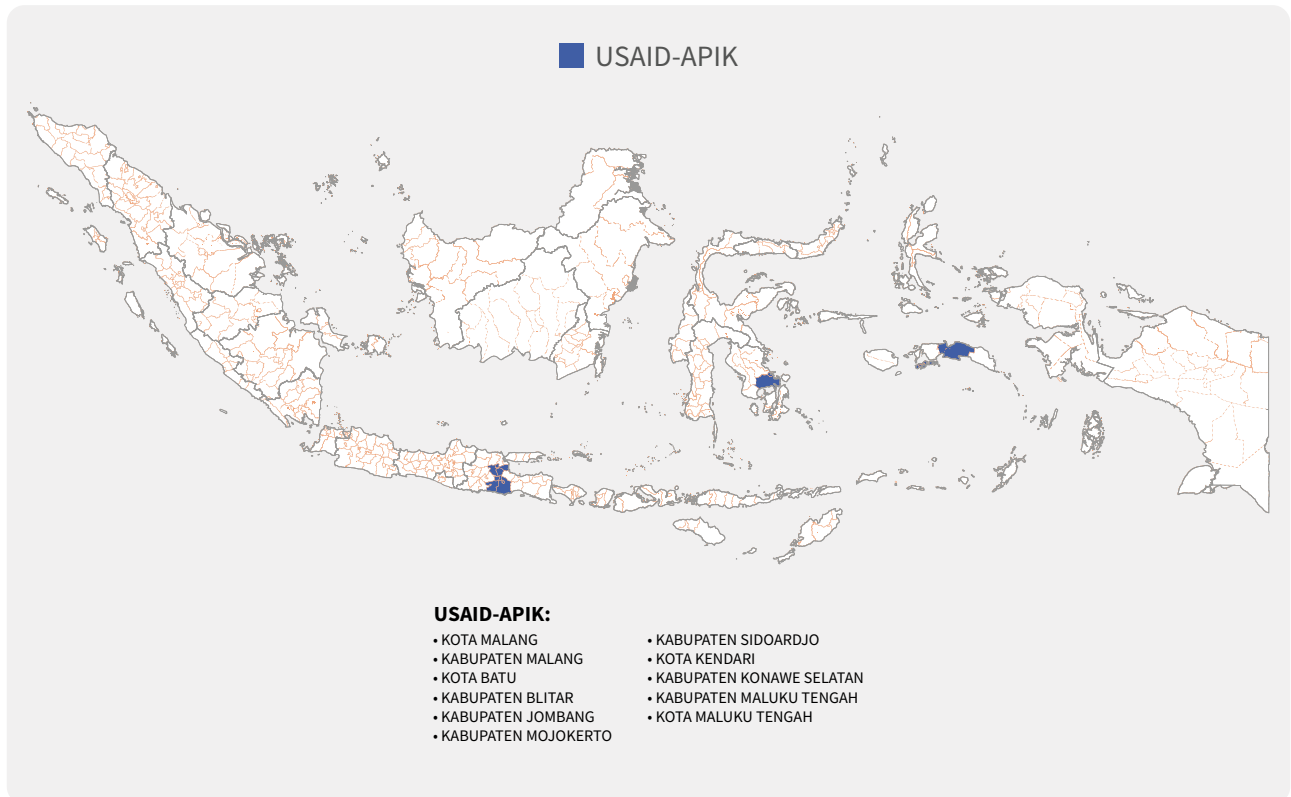 USAID-APIK
USAID-APIK:
• KOTA MALANG
• KABUPATEN MALANG
• KOTA BATU
• KABUPATEN BLITAR
• KABUPATEN JOMBANG
• KABUPATEN MOJOKERTO
• KABUPATEN SIDOARDJO
• KOTA KENDARI
• KABUPATEN KONAWE SELATAN
• KABUPATEN MALUKU TENGAH
• KOTA MALUKU TENGAH